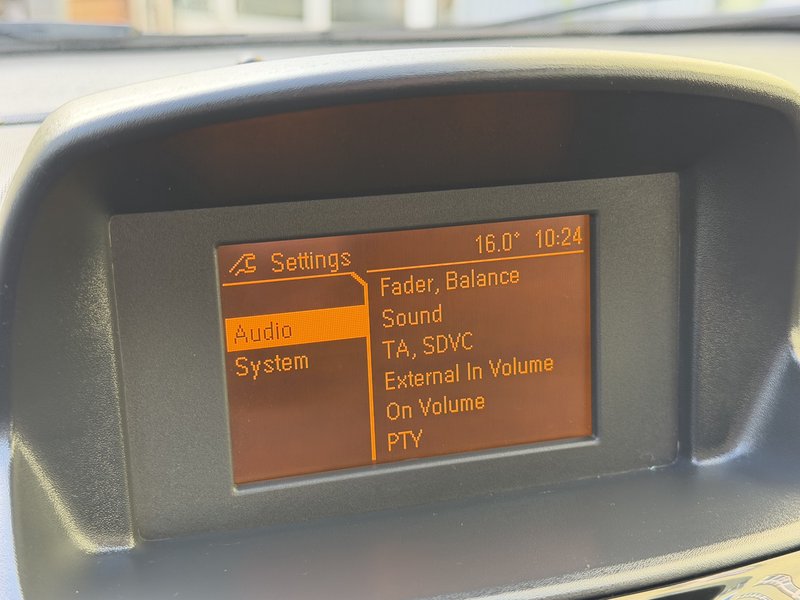 Settings 16.0° 10:24
Audio
System
Fader, Balance
Sound
TA, SDVC
External In Volume
On Volume
PTY